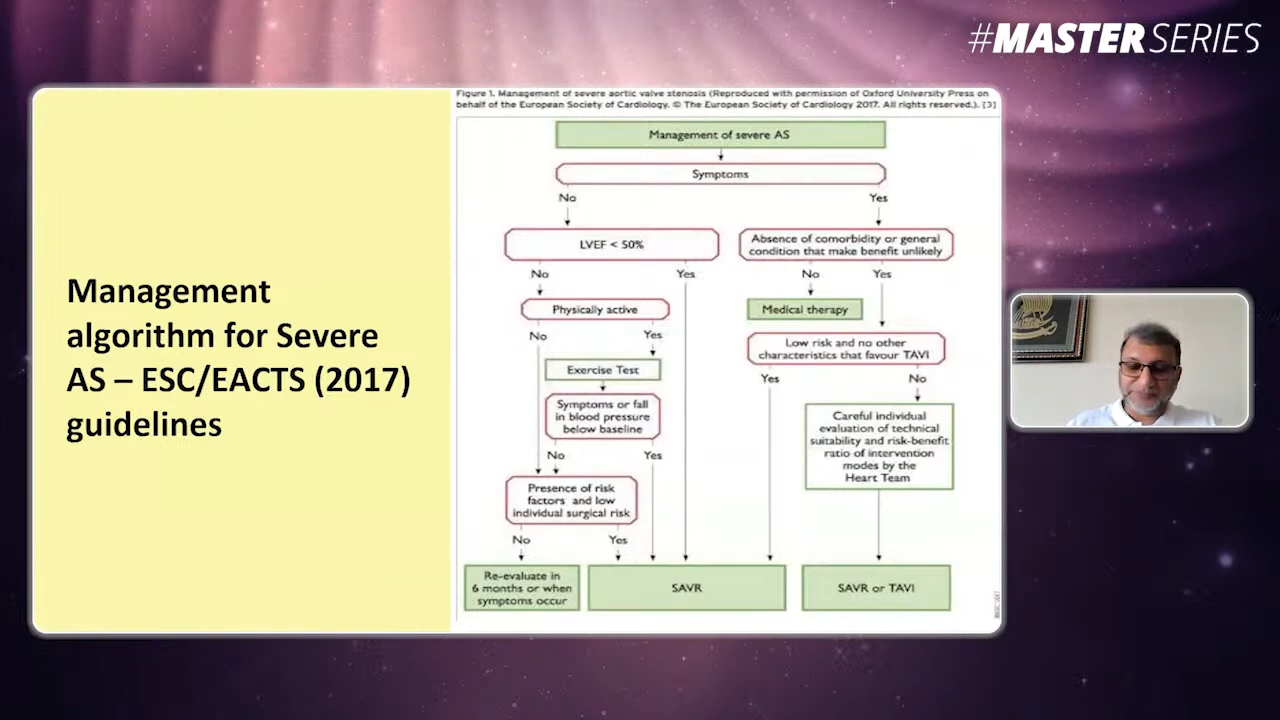 #MASTERSERIES
Management
algorithm for Severe
AS – ESC/EACTS (2017)
guidelines
Figure 1. Management of severe aortic valve stenosis (Reproduced with permission of Oxford University Press on
behalf of the European Society of Cardiology. © The European Society of Cardiology 2017. All rights reserved.). [3]
Management of severe AS
Symptoms
No
Yes
LVEF < 50%
Absence of comorbidity or general
condition that make benefit unlikely
No
Yes
No
Yes
Physically active
Medical therapy
No
Yes
Low risk and no other
characteristics that favour TAVI
Exercise Test
Yes
No
Symptoms or fall
in blood pressure
below baseline
Careful individual
evaluation of technical
suitability and risk-benefit
ratio of intervention
modes by the
Heart Team
No
Yes
Presence of risk
factors and low
individual surgical risk
No
Yes
Re-evaluate in
6 months or when
symptoms occur
SAVR
SAVR or TAVI